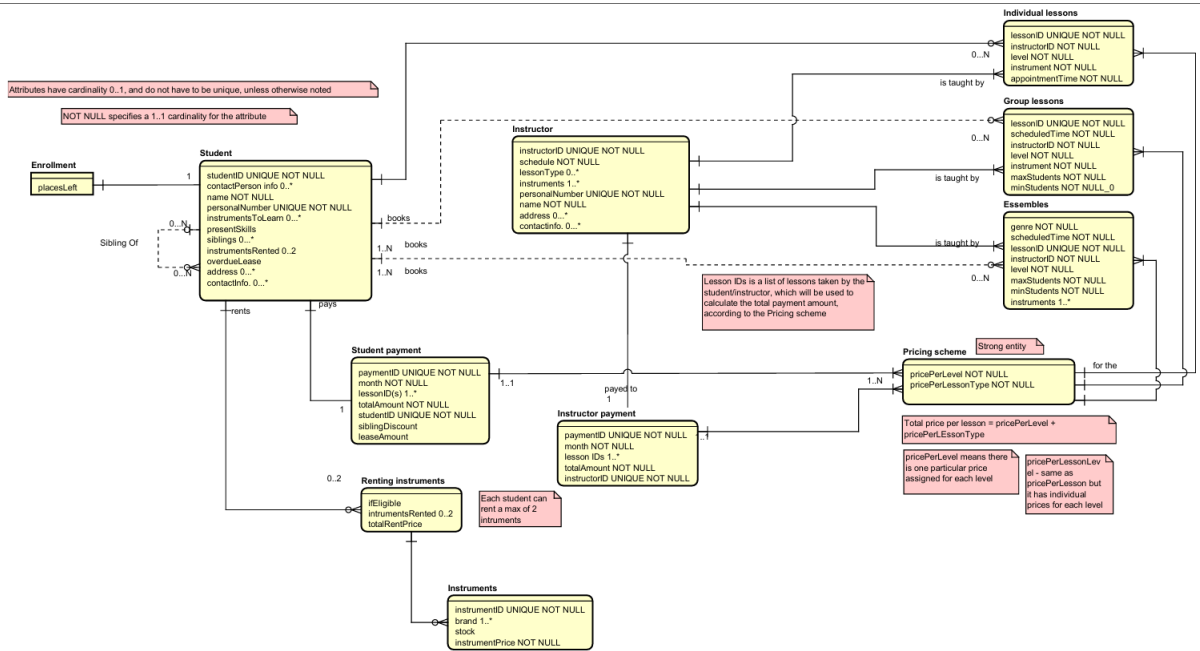 Individual lessons
lessonID UNIQUE NOT NULL
instructorID NOT NULL
level NOT NULL
instrument NOT NULL
appointmentTime NOT NULL
0...N
is taught by
Attributes have cardinality 0..1, and do not have to be unique, unless otherwise noted
NOT NULL specifies a 1..1 cardinality for the attribute
Group lessons
lessonID UNIQUE NOT NULL
scheduledTime NOT NULL
instructorID NOT NULL
level NOT NULL
instrument NOT NULL
maxStudents NOT NULL
minStudents NOT NULL_0
0...N
is taught by
Instructor
instructorID UNIQUE NOT NULL
schedule NOT NULL
lessonType 0..*
instruments 1..*
personalNumber UNIQUE NOT NULL
name NOT NULL
address 0...*
contactinfo. 0...*
Enrollment
placesLeft
1
Student
studentID UNIQUE NOT NULL
contactPerson info 0..*
name NOT NULL
personalNumber UNIQUE NOT NULL
instrumentsToLearn 0...*
presentSkills
siblings 0...*
instrumentsRented 0..2
overdueLease
address 0...*
contactInfo. 0...*
0...N
Sibling Of
0...N
books
1..N
books
1..N
books
Essembles
genre NOT NULL
scheduledTime NOT NULL
lessonID UNIQUE NOT NULL
instructorID NOT NULL
level NOT NULL
maxStudents NOT NULL
minStudents NOT NULL
instruments 1..*
is taught by
0...N
Lesson IDs is a list of lessons taken by the
student/instructor, which will be used to
calculate the total payment amount,
according to the Pricing scheme
rents
pays
Student payment
paymentID UNIQUE NOT NULL
month NOT NULL
lessonID(s) 1..*
totalAmount NOT NULL
studentID UNIQUE NOT NULL
siblingDiscount
leaseAmount
1
1..1
payed to
1
Strong entity
Pricing scheme
pricePerLevel NOT NULL
pricePerLessonType NOT NULL
1..N
for the
Instructor payment
paymentID UNIQUE NOT NULL
month NOT NULL
lesson IDs 1..*
totalAmount NOT NULL
instructorID UNIQUE NOT NULL
Total price per lesson = pricePerLevel +
pricePerLEssonType
pricePerLevel means there
is one particular price
assigned for each level
pricePerLessonLev
el - same as
pricePerLesson but
it has individual
prices for each level
0..2
Renting instruments
ifEligible
intrumentsRented 0..2
totalRentPrice
Each student can
rent a max of 2
intruments
Instruments
instrumentID UNIQUE NOT NULL
brand 1..*
stock
instrumentPrice NOT NULL